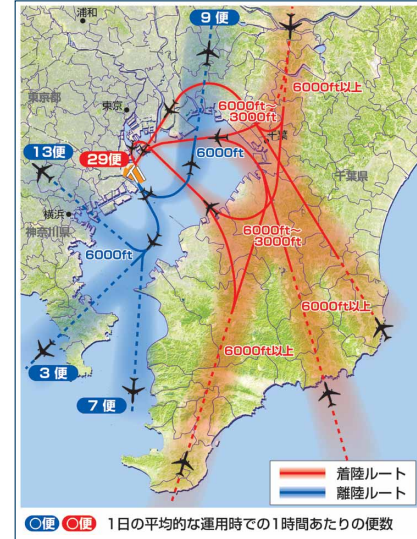 浦和
9便
東京都
東京
6000ft〜
3000ft
6000ft以上
千葉
13便
29便
6000ft
千葉県
横浜
神奈川県
6000ft
6000ft〜
3000ft
6000ft以上
6000ft以上
3便
7便
着陸ルート
離陸ルート
○便 ○便 1日の平均的な運用時での1時間あたりの便数